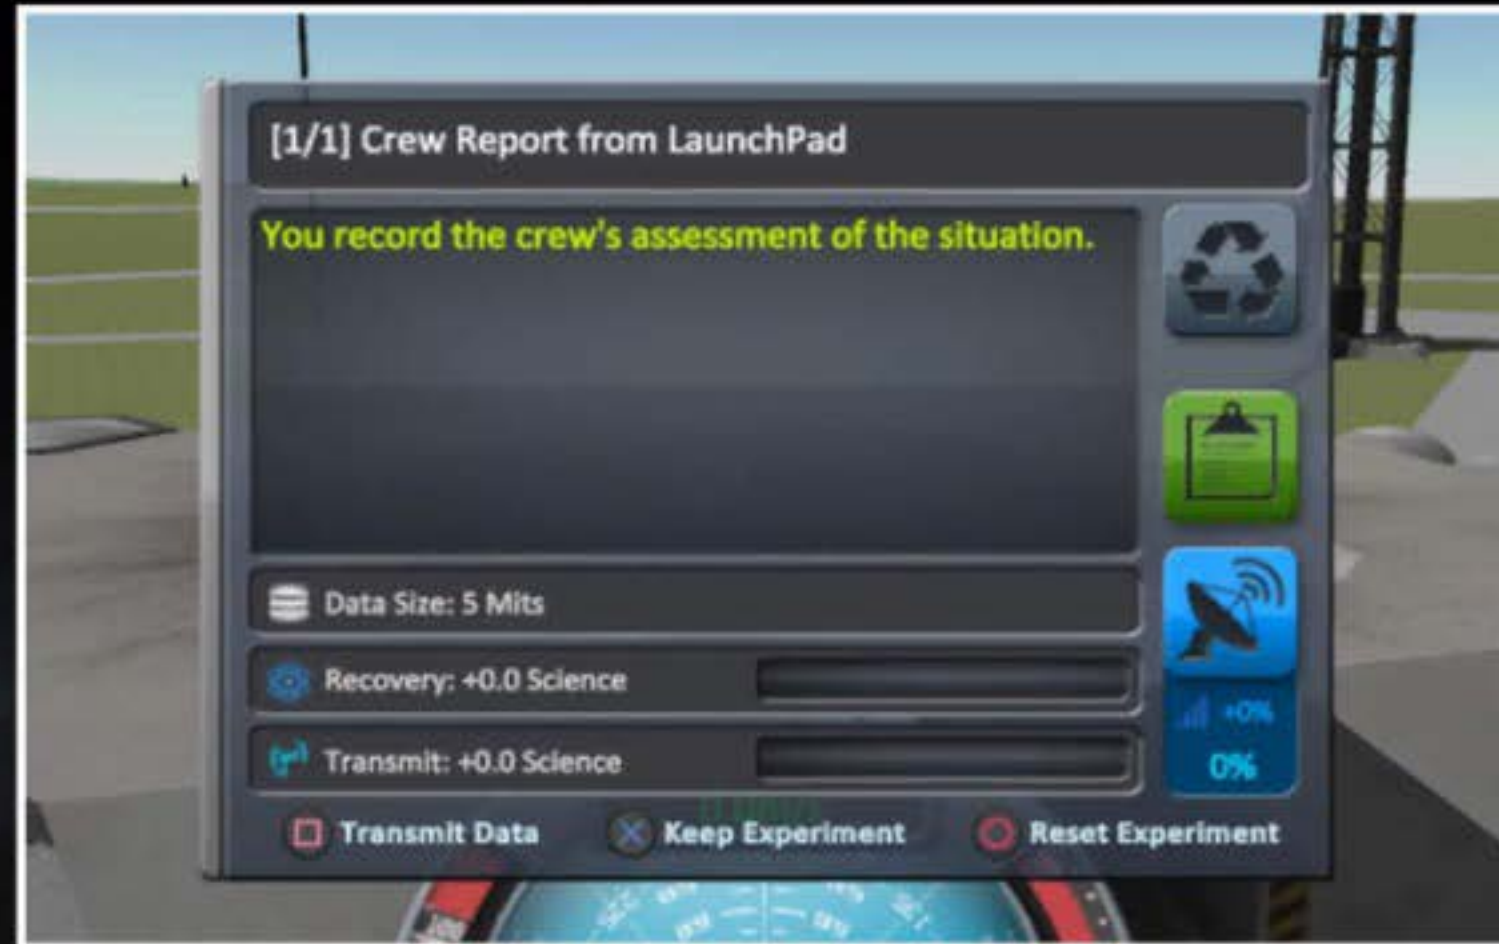 [1/1] Crew Report from LaunchPad
You record the crew's assessment of the situation.
Data Size: 5 Mits
Recovery: +0.0 Science
+0%
Transmit: +0.0 Science
0%
Transmit Data
Keep Experiment
Reset Experiment
100